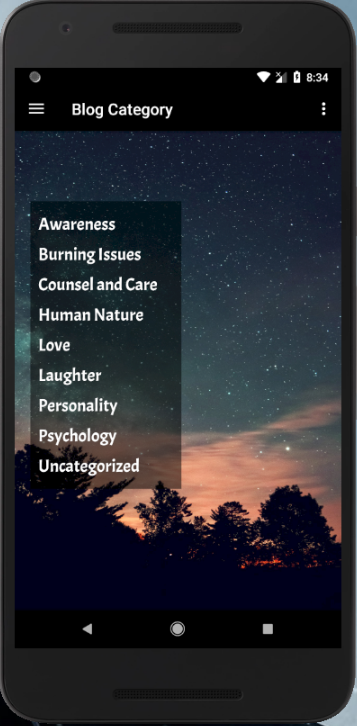 8:34
Blog Category
Awareness
Burning Issues
Counsel and Care
Human Nature
Love
Laughter
Personality
Psychology
Uncategorized